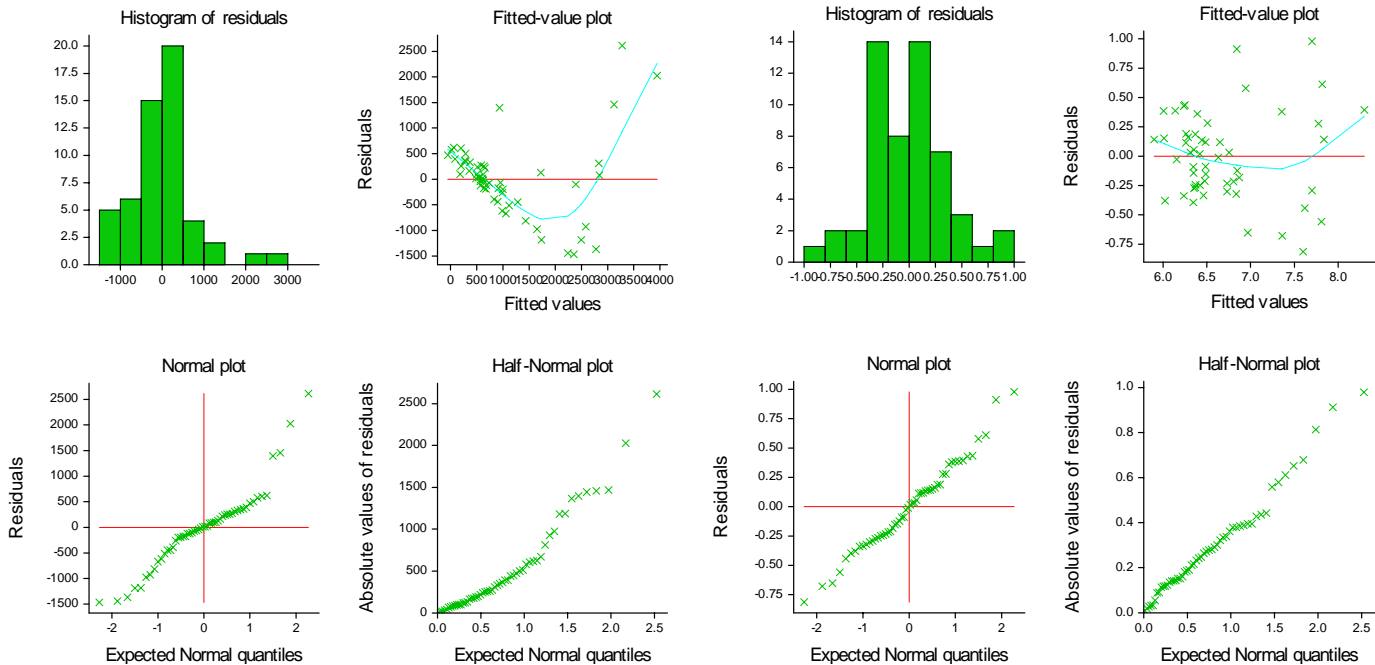 Histogram of residuals
20.0
17.5
15.0
12.5
10.0
7.5
5.0
2.5
0.0
-1000 0 1000 2000 3000
Fitted-value plot
Residuals
2500
2000
1500
1000
500
0
-500
-1000
-1500
0 500 1000 1500 2000 2500 3000 3500 4000
Fitted values
Histogram of residuals
14
12
10
8
6
4
2
0
-1.00 -0.75 -0.50 -0.25 0.00 0.25 0.50 0.75 1.00
Fitted-value plot
Residuals
1.00
0.75
0.50
0.25
0.00
-0.25
-0.50
-0.75
6.0 6.5 7.0 7.5 8.0
Fitted values
Normal plot
Residuals
2500
2000
1500
1000
500
0
-500
-1000
-1500
-2 -1 0 1 2
Expected Normal quantiles
Half-Normal plot
Absolute values of residuals
2500
2000
1500
1000
500
0
0.0 0.5 1.0 1.5 2.0 2.5
Expected Normal quantiles
Normal plot
Residuals
1.00
0.75
0.50
0.25
0.00
-0.25
-0.50
-0.75
-2 -1 0 1 2
Expected Normal quantiles
Half-Normal plot
Absolute values of residuals
1.0
0.8
0.6
0.4
0.2
0.0
0.0 0.5 1.0 1.5 2.0 2.5
Expected Normal quantiles